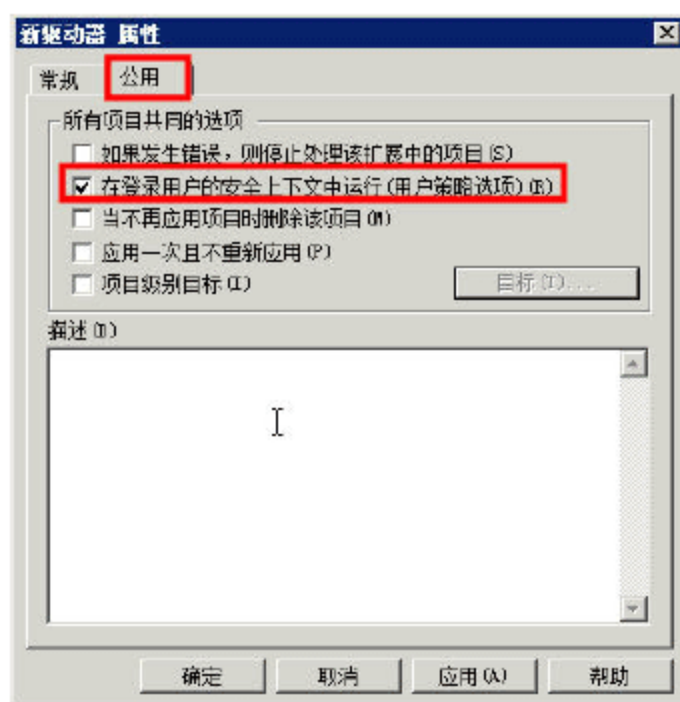 新驱动器 属性
常规 公用
所有项目共同的选项
如果发生错误，则停止处理该扩展中的项目(S)
在登录用户的安全上下文中运行(用户策略选项)(R)
当不再应用项目时删除该项目(M)
应用一次且不重新应用(P)
项目级别目标(I) 目标(T)...
描述(D)
确定 取消 应用(A) 帮助